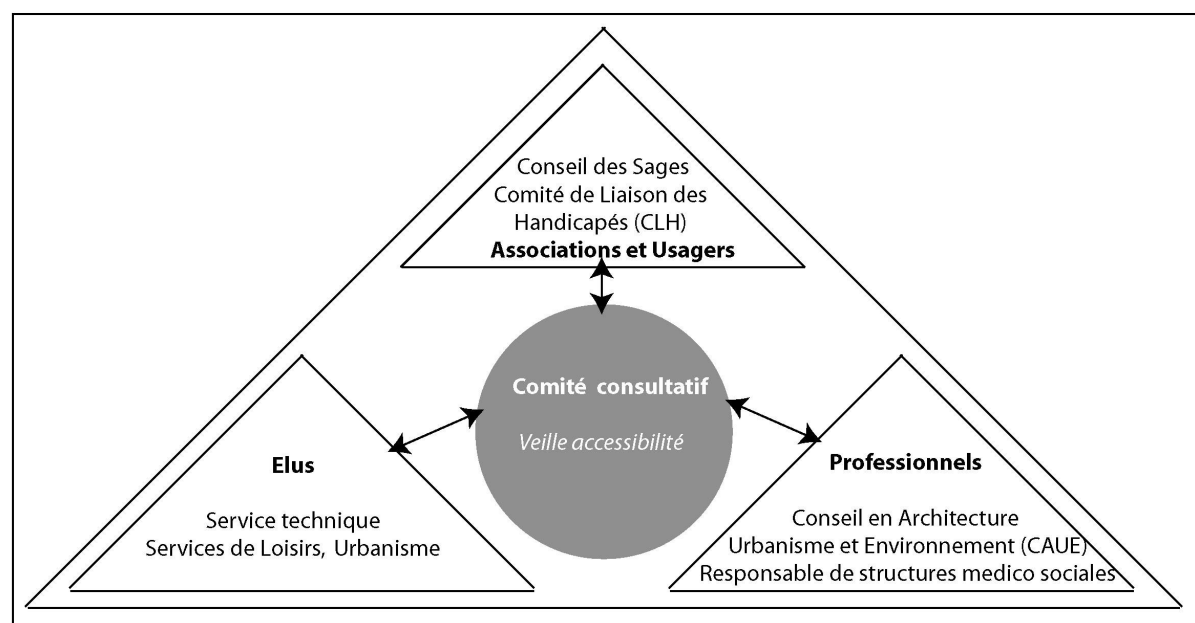 Conseil des Sages
Comité de Liaison des
Handicapés (CLH)
Associations et Usagers
Comité consultatif
Veille accessibilité
Elus
Service technique
Services de Loisirs, Urbanisme
Professionnels
Conseil en Architecture
Urbanisme et Environnement (CAUE)
Responsable de structures medico sociales